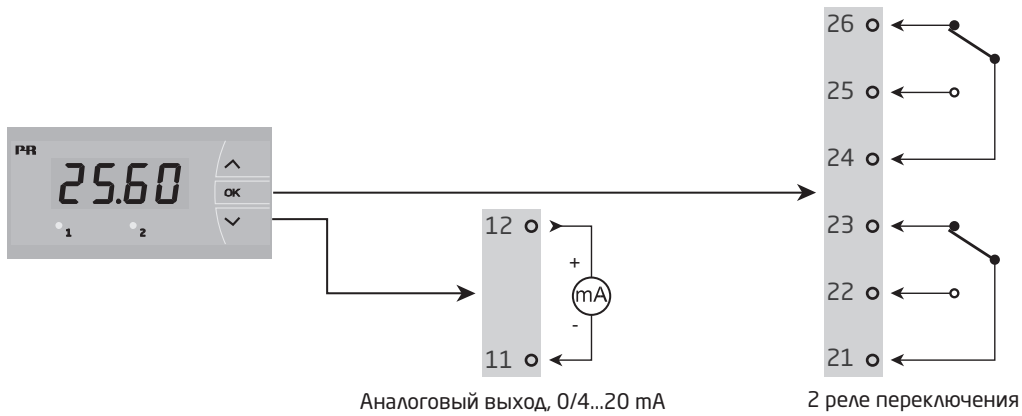 PR
25.60
OK
1 2
12
+
mA
-
11
Аналоговый выход, 0/4...20 mA
26
25
24
23
22
21
2 реле переключения